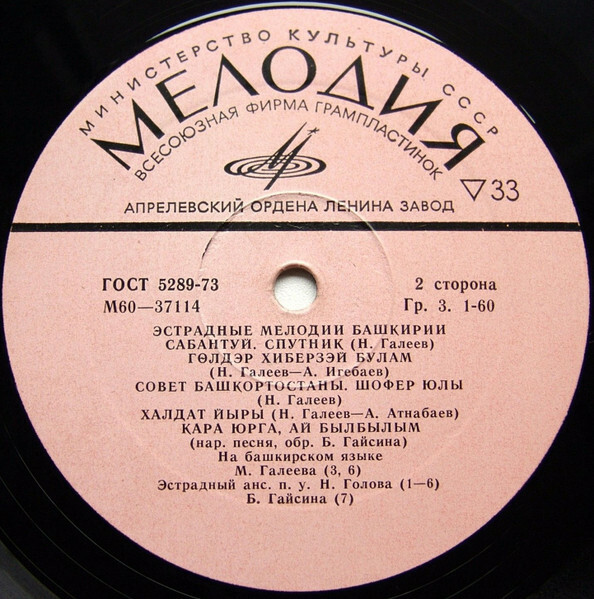 МИНИСТЕРСТВО КУЛЬТУРЫ СССР
МЕЛОДИЯ
ВСЕСОЮЗНАЯ ФИРМА ГРАМПЛАСТИНОК
▽33
АПРЕЛЕВСКИЙ ОРДЕНА ЛЕНИНА ЗАВОД
ГОСТ 5289-73
2 сторона
М60—37114
Гр. 3. 1-60
ЭСТРАДНЫЕ МЕЛОДИИ БАШКИРИИ
САБАНТУЙ. СПУТНИК (Н. Галеев)
ГӨЛДӘР ХИБЕРЗЭЙ БУЛАМ
(Н. Галеев—А. Игебаев)
СОВЕТ БАШКОРТОСТАНЫ. ШОФЕР ЮЛЫ
(Н. Галеев)
ХАЛДАТ ЙЫРЫ (Н. Галеев—А. Атнабаев)
ҠАРА ЮРГА, АЙ БЫЛБЫЛЫМ
(нар. песня, обр. Б. Гайсина)
На башкирском языке
М. Галеева (3, 6)
Эстрадный анс. п. у. Н. Голова (1—6)
Б. Гайсина (7)